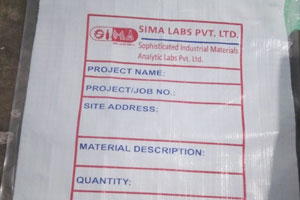 SIMA
SIMA LABS PVT. LTD.
Sophisticated Industrial Materials
Analytic Labs Pvt. Ltd.
PROJECT NAME:
PROJECT/JOB NO.:
SITE ADDRESS:
MATERIAL DESCRIPTION:
QUANTITY: